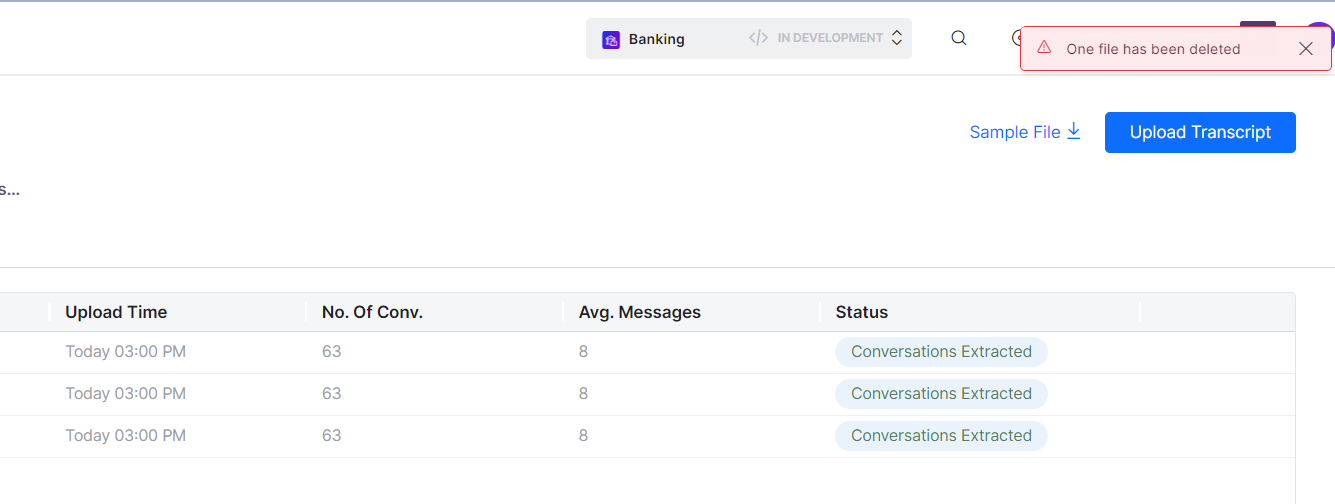 Banking
</> IN DEVELOPMENT
One file has been deleted
Sample File
Upload Transcript
s...
Upload Time No. Of Conv. Avg. Messages Status
Today 03:00 PM 63 8 Conversations Extracted
Today 03:00 PM 63 8 Conversations Extracted
Today 03:00 PM 63 8 Conversations Extracted